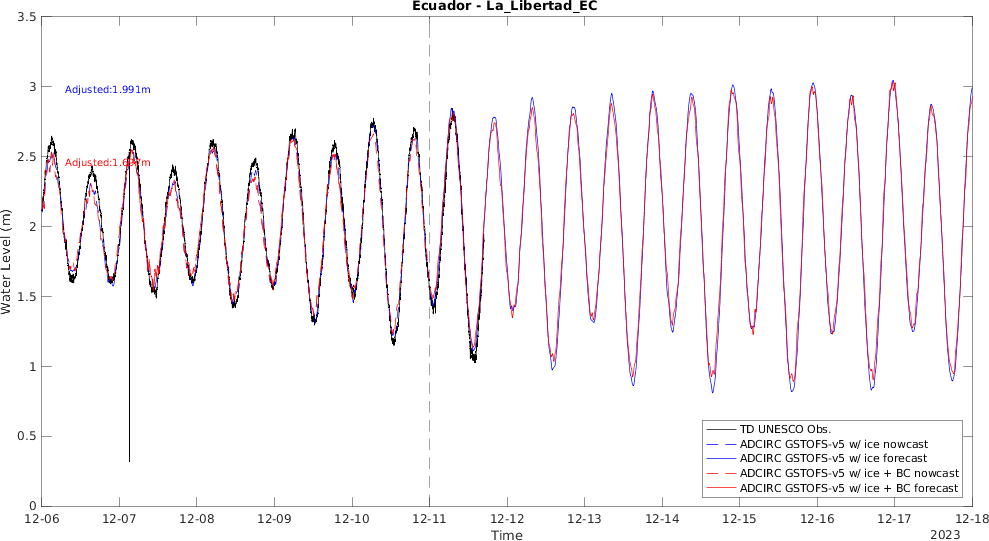 Ecuador - La_Libertad_EC
3.5
3
2.5
2
1.5
1
0.5
0
Water Level (m)
Adjusted:1.991m
TD UNESCO Obs.
ADCIRC GSTOFS-v5 w/ ice nowcast
ADCIRC GSTOFS-v5 w/ ice forecast
ADCIRC GSTOFS-v5 w/ ice + BC nowcast
ADCIRC GSTOFS-v5 w/ ice + BC forecast
12-06 12-07 12-08 12-09 12-10 12-11 12-12 12-13 12-14 12-15 12-16 12-17 12-18
Time
2023